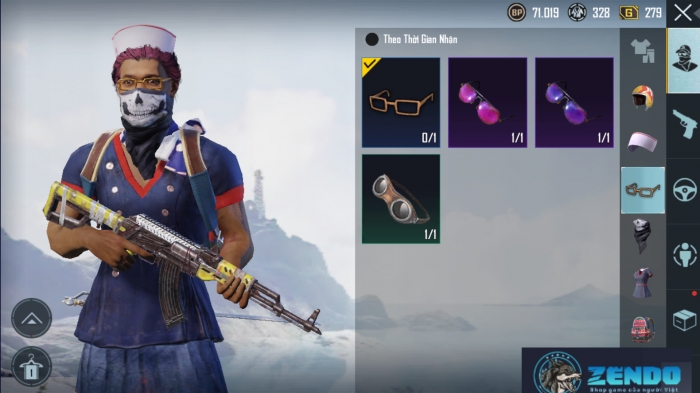 BP 71.019 328 G 279
Theo Thời Gian Nhận
0/1
1/1
1/1
1/1
ZENDO
Shop game của người Việt